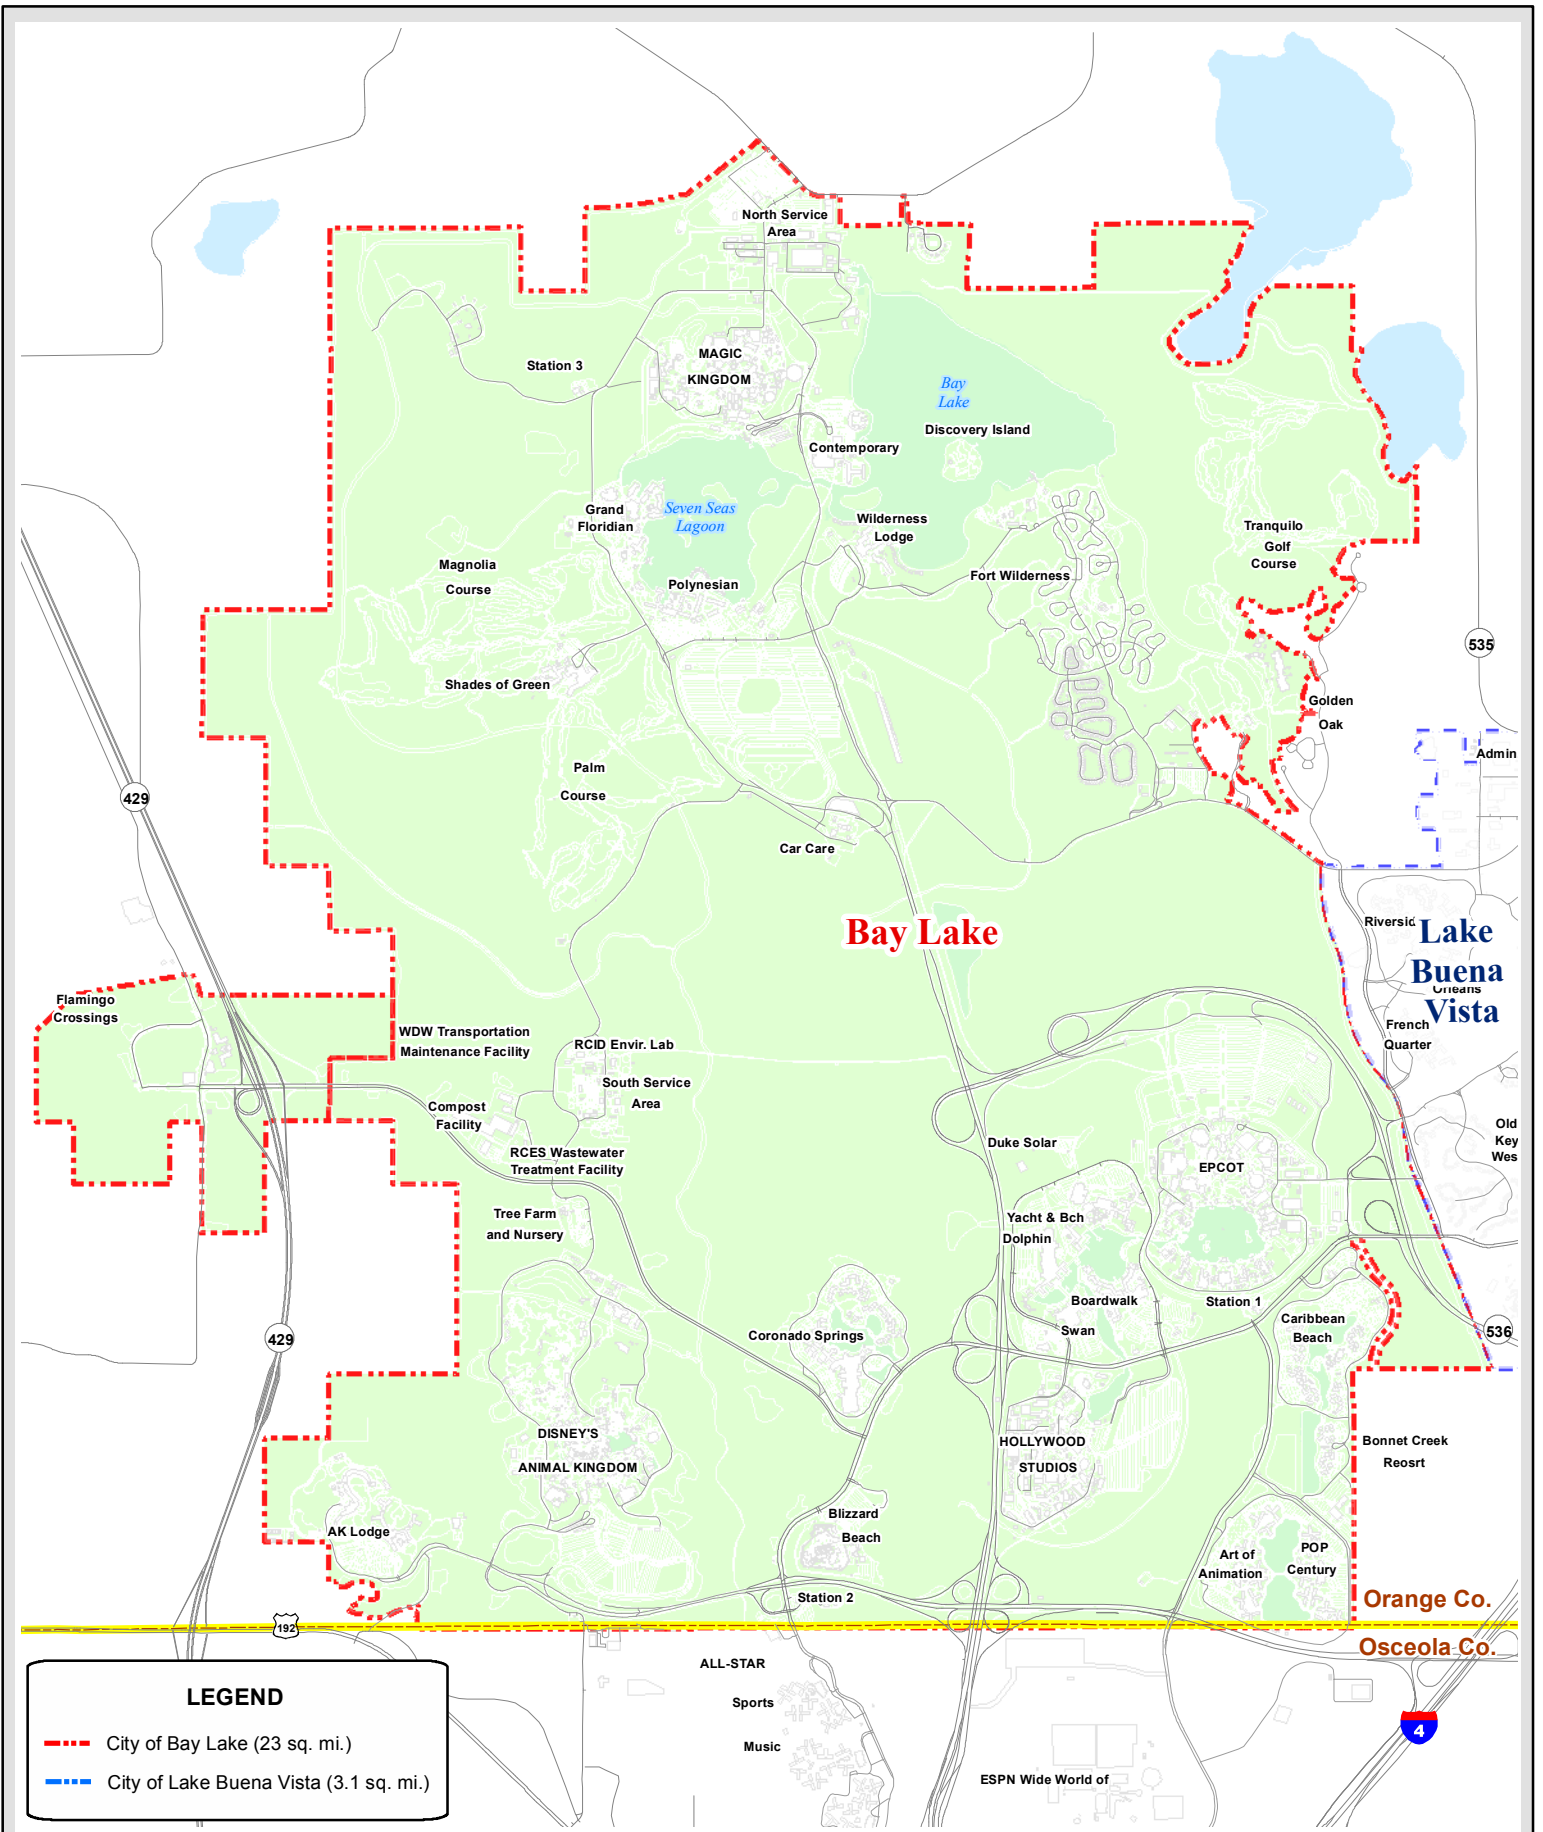 North Service
Area
MAGIC
KINGDOM
Station 3
Bay
Lake
Discovery Island
Contemporary
Grand
Floridian
Seven Seas
Lagoon
Wilderness
Lodge
Tranquilo
Golf
Course
Magnolia
Course
Polynesian
Fort Wilderness
535
Shades of Green
Golden
Oak
Admin
Palm
Course
429
Car Care
Bay Lake
Riversid
Lake
Buena
Vista
Orleans
French
Quarter
Flamingo
Crossings
WDW Transportation
Maintenance Facility
RCID Envir. Lab
South Service
Area
Compost
Facility
RCES Wastewater
Treatment Facility
Duke Solar
EPCOT
Old
Key
Wes
Tree Farm
and Nursery
Yacht & Bch
Dolphin
Boardwalk
Swan
Station 1
Caribbean
Beach
536
429
Coronado Springs
DISNEY'S
ANIMAL KINGDOM
HOLLYWOOD
STUDIOS
Bonnet Creek
Reosrt
AK Lodge
Blizzard
Beach
Art of
Animation
POP
Century
Station 2
Orange Co.
192
Osceola Co.
ALL-STAR
Sports
Music
ESPN Wide World of
4
LEGEND
City of Bay Lake (23 sq. mi.)
City of Lake Buena Vista (3.1 sq. mi.)